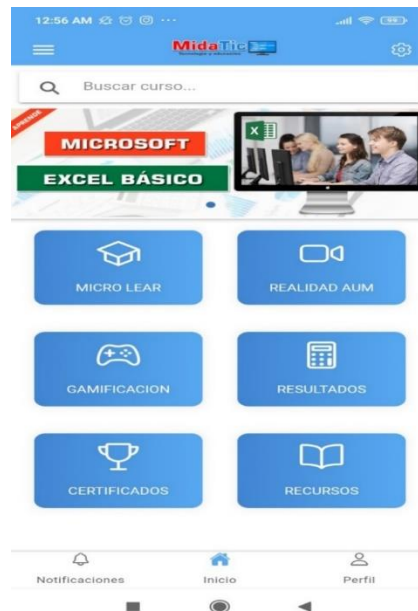 12:56 AM
MidaTic
Buscar curso...
APRENDE
MICROSOFT
EXCEL BÁSICO
MICRO LEAR
REALIDAD AUM
GAMIFICACION
RESULTADOS
CERTIFICADOS
RECURSOS
Notificaciones
Inicio
Perfil